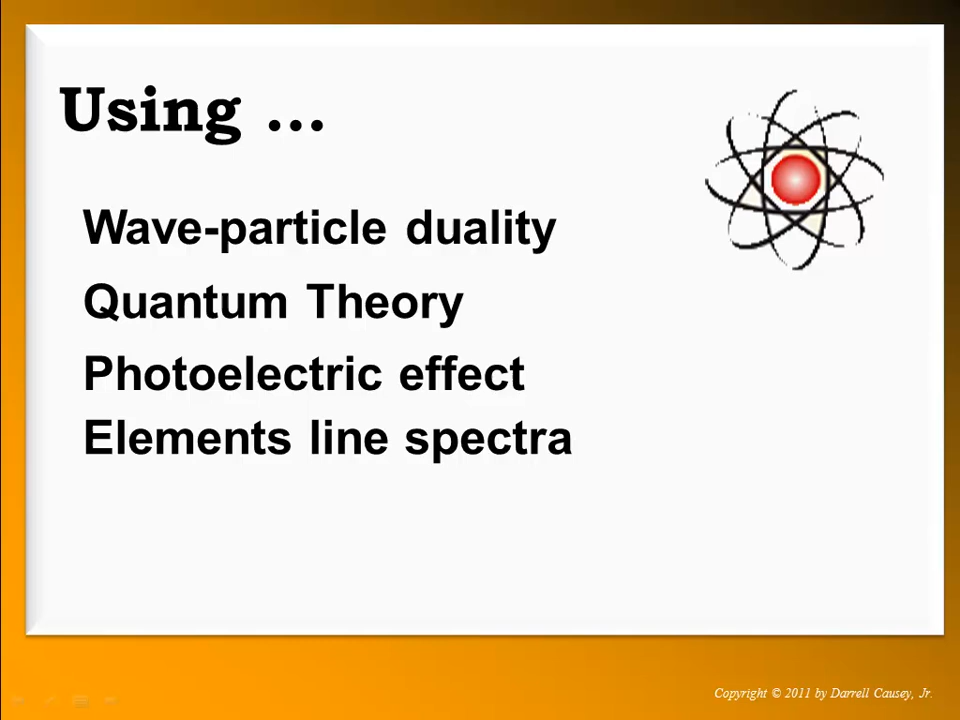 Using ...
Wave-particle duality
Quantum Theory
Photoelectric effect
Elements line spectra
Copyright © 2011 by Darrell Causey, Jr.